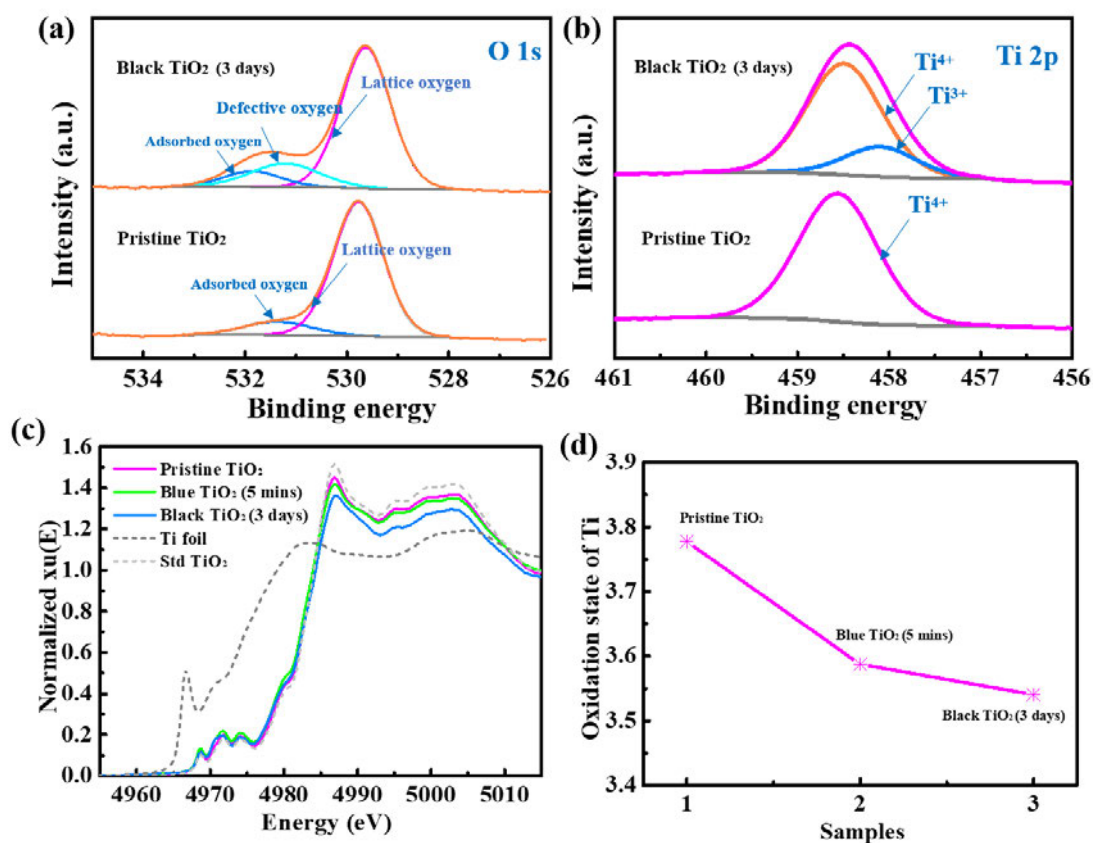 (a)
O 1s
Black TiO₂ (3 days)
Lattice oxygen
Defective oxygen
Adsorbed oxygen
Pristine TiO₂
Lattice oxygen
Adsorbed oxygen
Intensity (a.u.)
534 532 530 528 526
Binding energy
(b)
Ti 2p
Black TiO₂ (3 days)
Ti⁴⁺
Ti³⁺
Pristine TiO₂
Ti⁴⁺
Intensity (a.u.)
461 460 459 458 457 456
Binding energy
(c)
1.6
1.4
1.2
1.0
0.8
0.6
0.4
0.2
0.0
Normalized xu(E)
Pristine TiO₂
Blue TiO₂ (5 mins)
Black TiO₂ (3 days)
Ti foil
Std TiO₂
4960 4970 4980 4990 5000 5010
Energy (eV)
(d)
3.9
3.8
3.7
3.6
3.5
3.4
Oxidation state of Ti
Pristine TiO₂
Blue TiO₂ (5 mins)
Black TiO₂ (3 days)
1 2 3
Samples